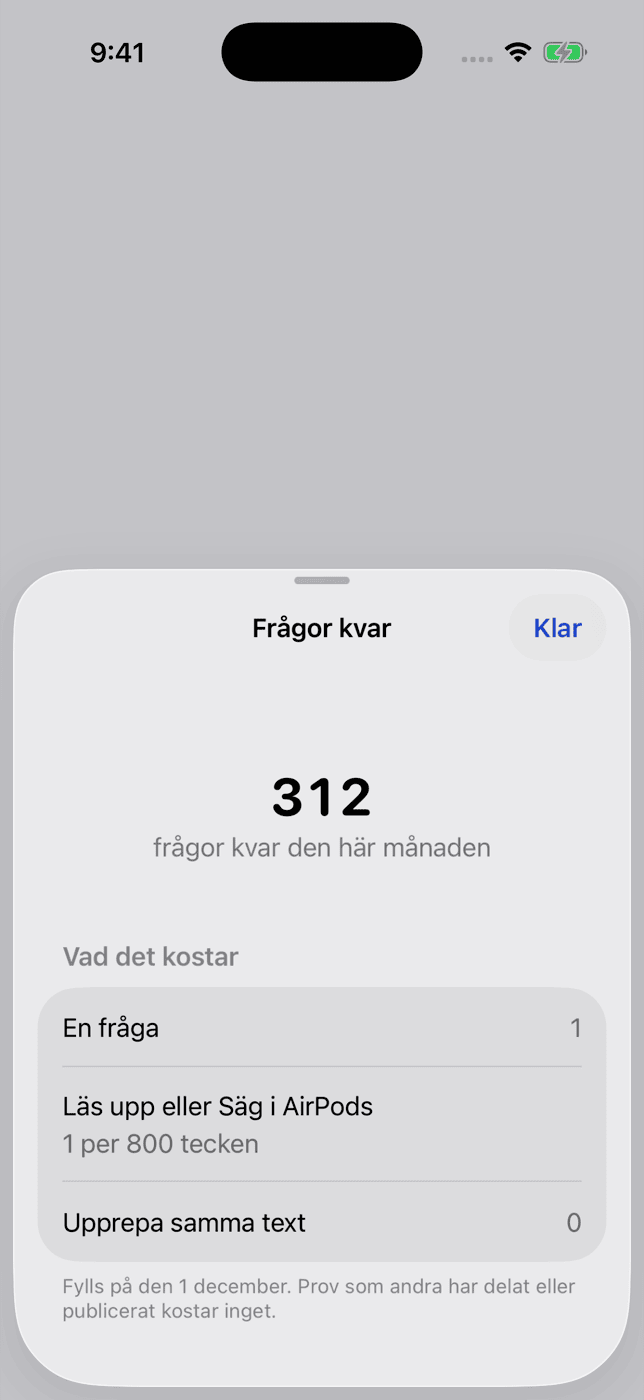 9:41
Frågor kvar
Klar
312
frågor kvar den här månaden
Vad det kostar
En fråga 1
Läs upp eller Säg i AirPods
1 per 800 tecken
Upprepa samma text 0
Fylls på den 1 december. Prov som andra har delat eller
publicerat kostar inget.